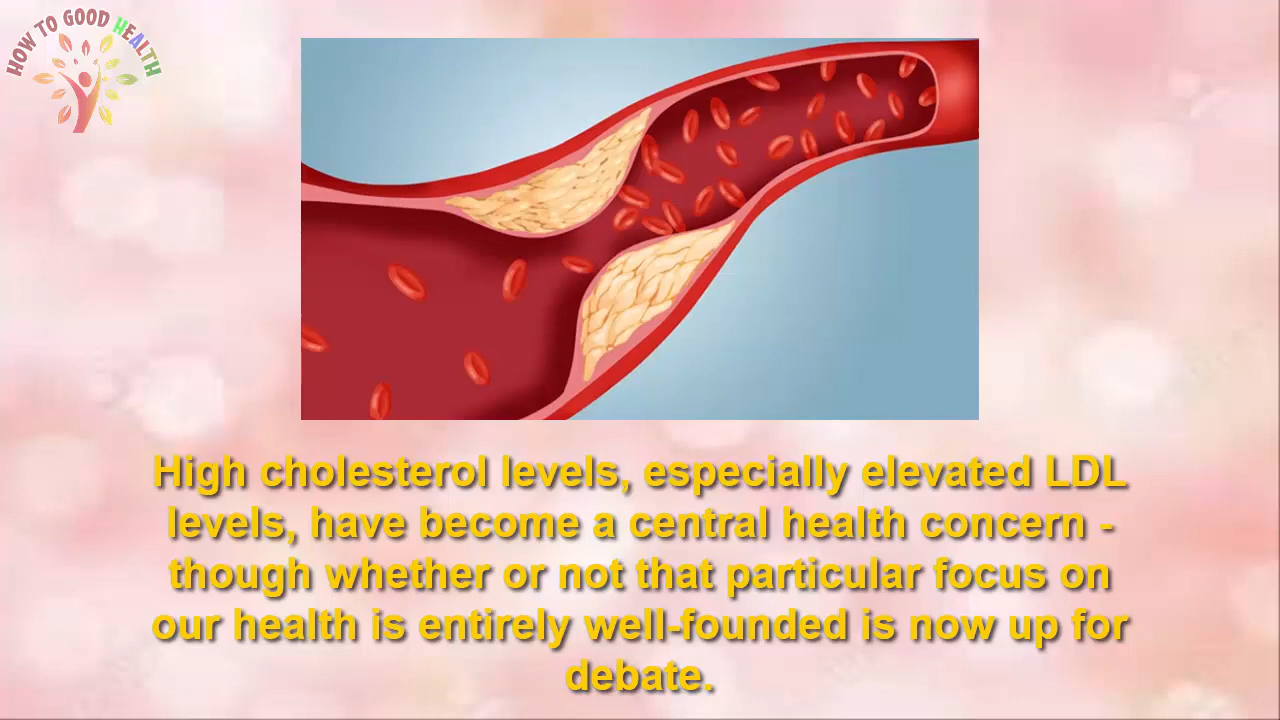 HOW TO GOOD HEALTH
High cholesterol levels, especially elevated LDL
levels, have become a central health concern -
though whether or not that particular focus on
our health is entirely well-founded is now up for
debate.